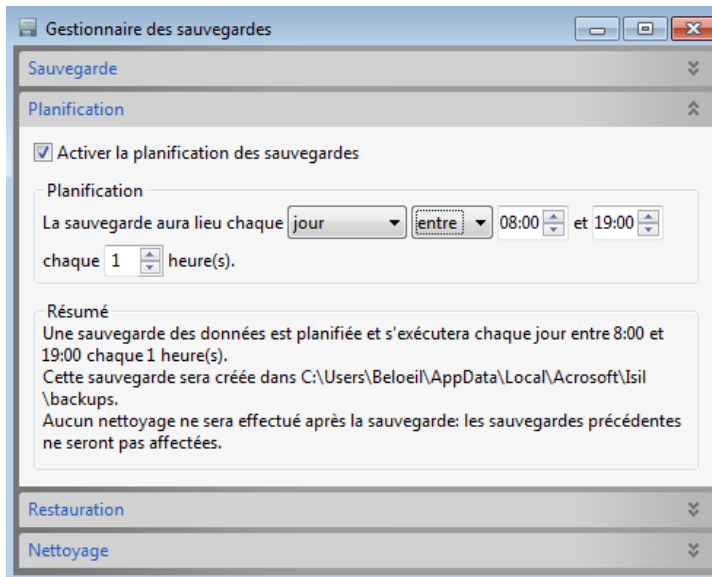 Gestionnaire des sauvegardes
Sauvegarde
Planification
Activer la planification des sauvegardes
Planification
La sauvegarde aura lieu chaque jour entre 08:00 et 19:00
chaque 1 heure(s).
Résumé
Une sauvegarde des données est planifiée et s'exécutera chaque jour entre 8:00 et
19:00 chaque 1 heure(s).
Cette sauvegarde sera créée dans C:\Users\Beloeil\AppData\Local\Acrosoft\Isil
\backups.
Aucun nettoyage ne sera effectué après la sauvegarde: les sauvegardes précédentes
ne seront pas affectées.
Restauration
Nettoyage